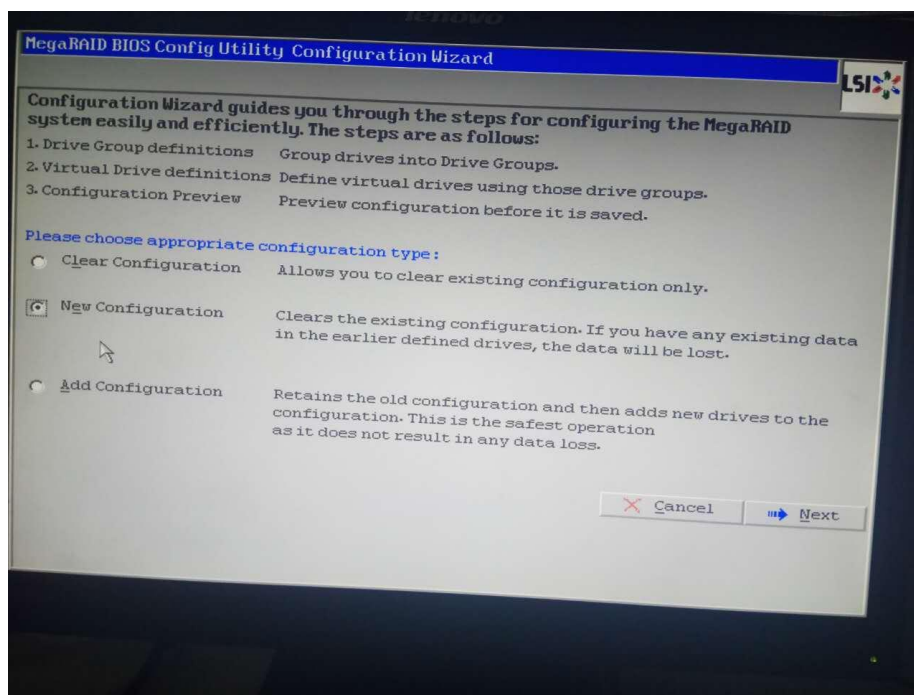 lenovo
MegaRAID BIOS Config Utility Configuration Wizard
LSI
Configuration Wizard guides you through the steps for configuring the MegaRAID
system easily and efficiently. The steps are as follows:
1. Drive Group definitions Group drives into Drive Groups.
2. Virtual Drive definitions Define virtual drives using those drive groups.
3. Configuration Preview Preview configuration before it is saved.
Please choose appropriate configuration type:
Clear Configuration Allows you to clear existing configuration only.
New Configuration Clears the existing configuration. If you have any existing data
in the earlier defined drives, the data will be lost.
Add Configuration Retains the old configuration and then adds new drives to the
configuration. This is the safest operation
as it does not result in any data loss.
Cancel Next